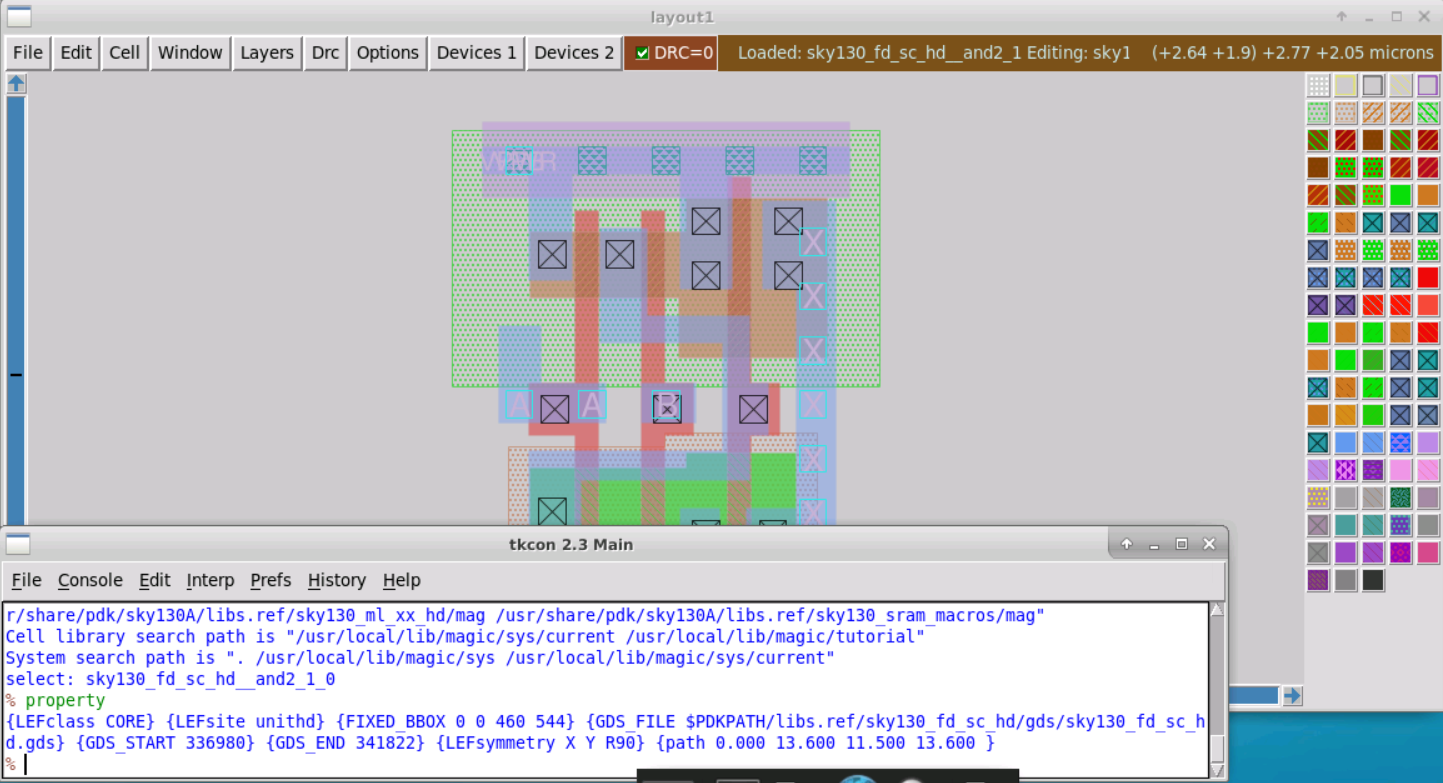 layout1
File Edit Cell Window Layers Drc Options Devices 1 Devices 2 DRC=0 Loaded: sky130_fd_sc_hd__and2_1 Editing: sky1 (+2.64 +1.9) +2.77 +2.05 microns
X
X
X
A A B X
X
X
tkcon 2.3 Main
File Console Edit Interp Prefs History Help
r/share/pdk/sky130A/libs.ref/sky130_ml_xx_hd/mag /usr/share/pdk/sky130A/libs.ref/sky130_sram_macros/mag"
Cell library search path is "/usr/local/lib/magic/sys/current /usr/local/lib/magic/tutorial"
System search path is ". /usr/local/lib/magic/sys /usr/local/lib/magic/sys/current"
select: sky130_fd_sc_hd__and2_1_0
% property
{LEFclass CORE} {LEFsite unithd} {FIXED_BBOX 0 0 460 544} {GDS_FILE $PDKPATH/libs.ref/sky130_fd_sc_hd/gds/sky130_fd_sc_h
d.gds} {GDS_START 336980} {GDS_END 341822} {LEFsymmetry X Y R90} {path 0.000 13.600 11.500 13.600 }
%